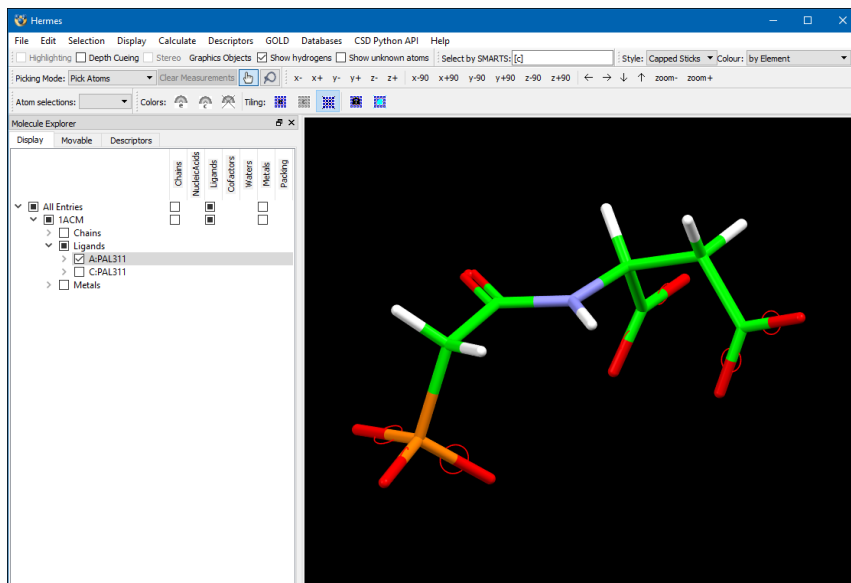 Hermes
File Edit Selection Display Calculate Descriptors GOLD Databases CSD Python API Help
Highlighting Depth Cueing Stereo Graphics Objects Show hydrogens Show unknown atoms Select by SMARTS: [c] Style: Capped Sticks Colour: by Element
Picking Mode: Pick Atoms Clear Measurements x- x+ y- y+ z- z+ x-90 x+90 y-90 y+90 z-90 z+90 ← → ↓ ↑ zoom- zoom+
Atom selections: Colors: e c Tiling:
Molecule Explorer
Display Movable Descriptors
Chains NucleicAcids Ligands Cofactors Waters Metals Packing
All Entries
1ACM
Chains
Ligands
A:PAL311
C:PAL311
Metals